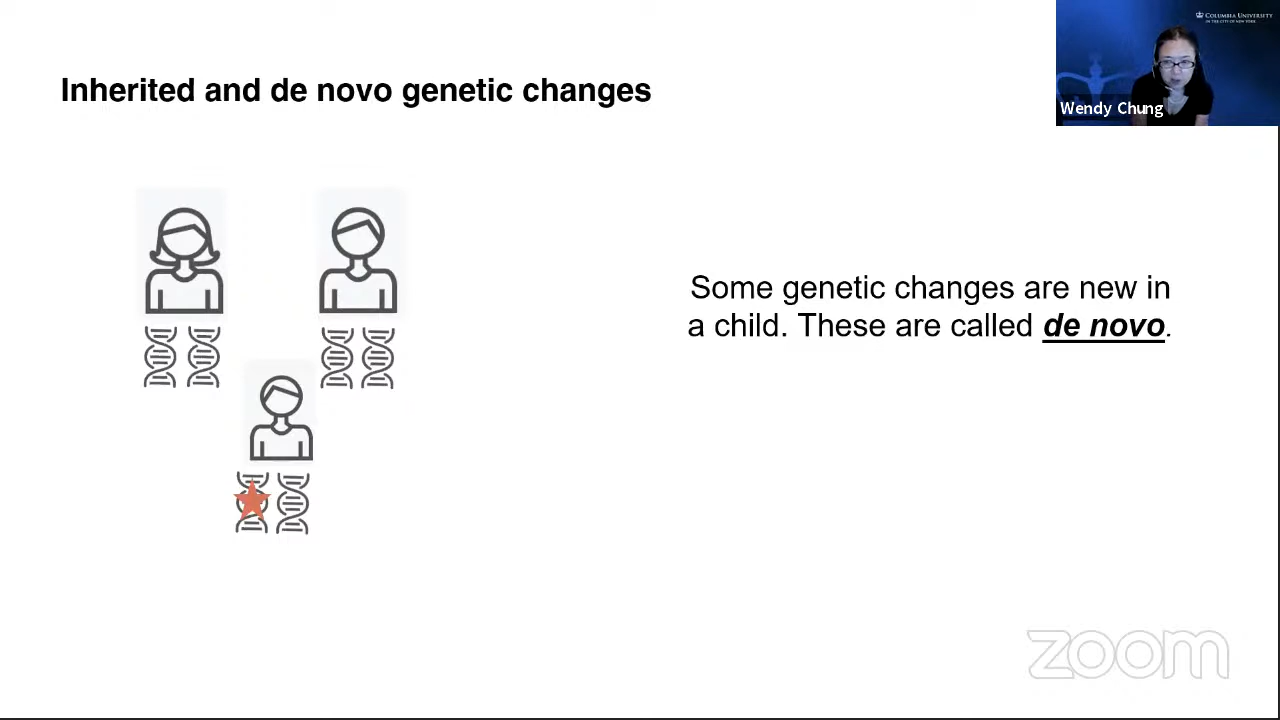 COLUMBIA UNIVERSITY
IN THE CITY OF NEW YORK
Wendy Chung
Inherited and de novo genetic changes
Some genetic changes are new in
a child. These are called de novo.
zoom